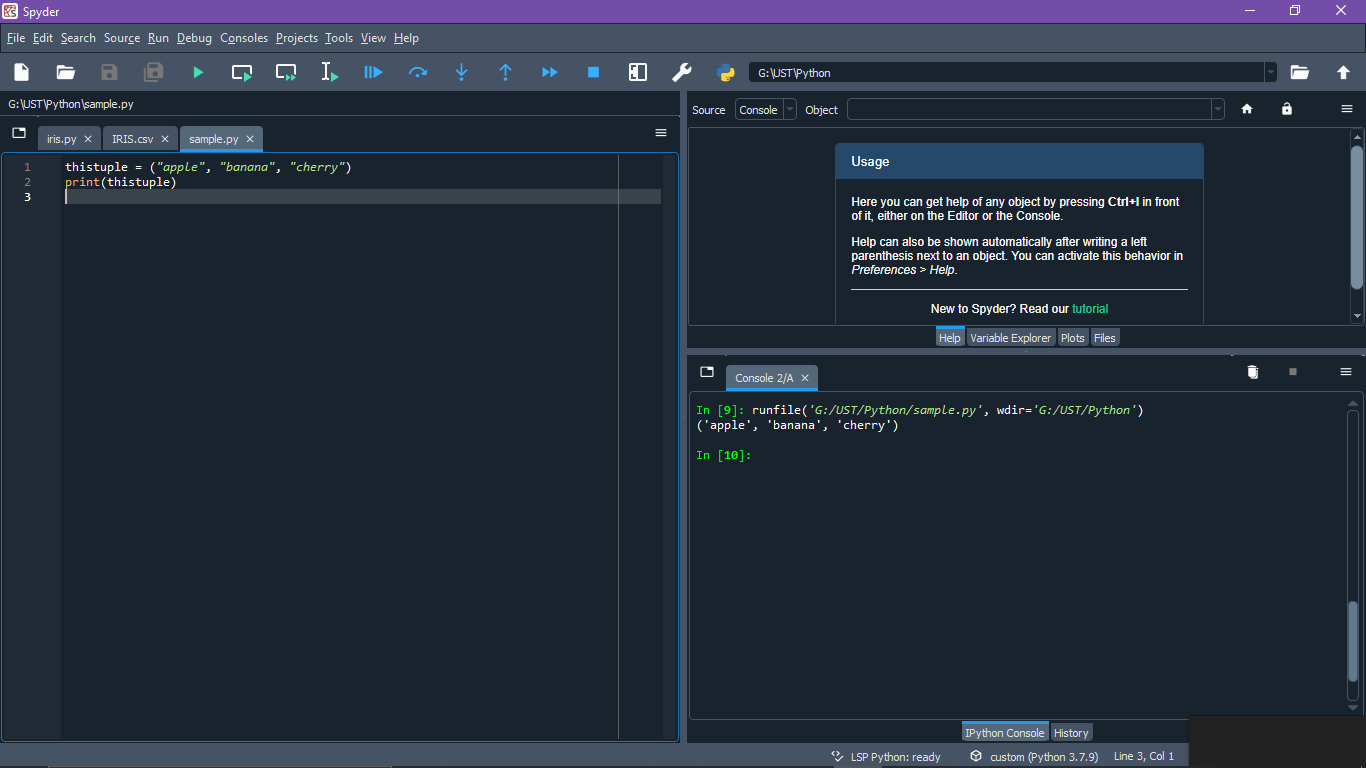 Spyder
File Edit Search Source Run Debug Consoles Projects Tools View Help
G:\UST\Python
G:\UST\Python\sample.py
iris.py IRIS.csv sample.py
1 thistuple = ("apple", "banana", "cherry")
2 print(thistuple)
3
Source Console Object
Usage
Here you can get help of any object by pressing Ctrl+I in front
of it, either on the Editor or the Console.
Help can also be shown automatically after writing a left
parenthesis next to an object. You can activate this behavior in
Preferences > Help.
New to Spyder? Read our tutorial
Help Variable Explorer Plots Files
Console 2/A
In [9]: runfile('G:/UST/Python/sample.py', wdir='G:/UST/Python')
('apple', 'banana', 'cherry')
In [10]:
IPython Console History
LSP Python: ready custom (Python 3.7.9) Line 3, Col 1